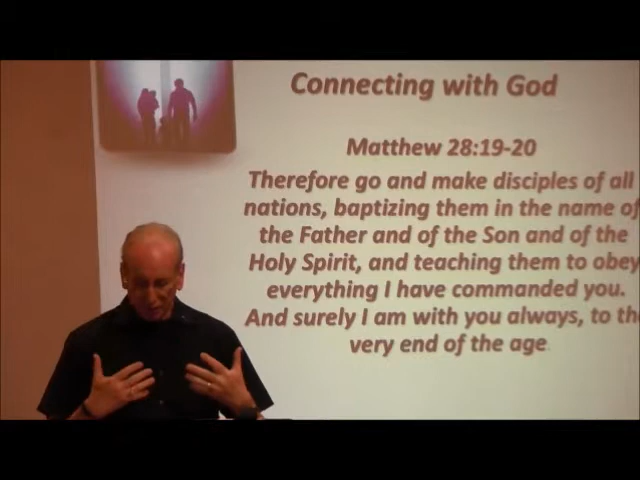 Connecting with God
Matthew 28:19-20
Therefore go and make disciples of all
nations, baptizing them in the name of
the Father and of the Son and of the
Holy Spirit, and teaching them to obey
everything I have commanded you.
And surely I am with you always, to the
very end of the age.